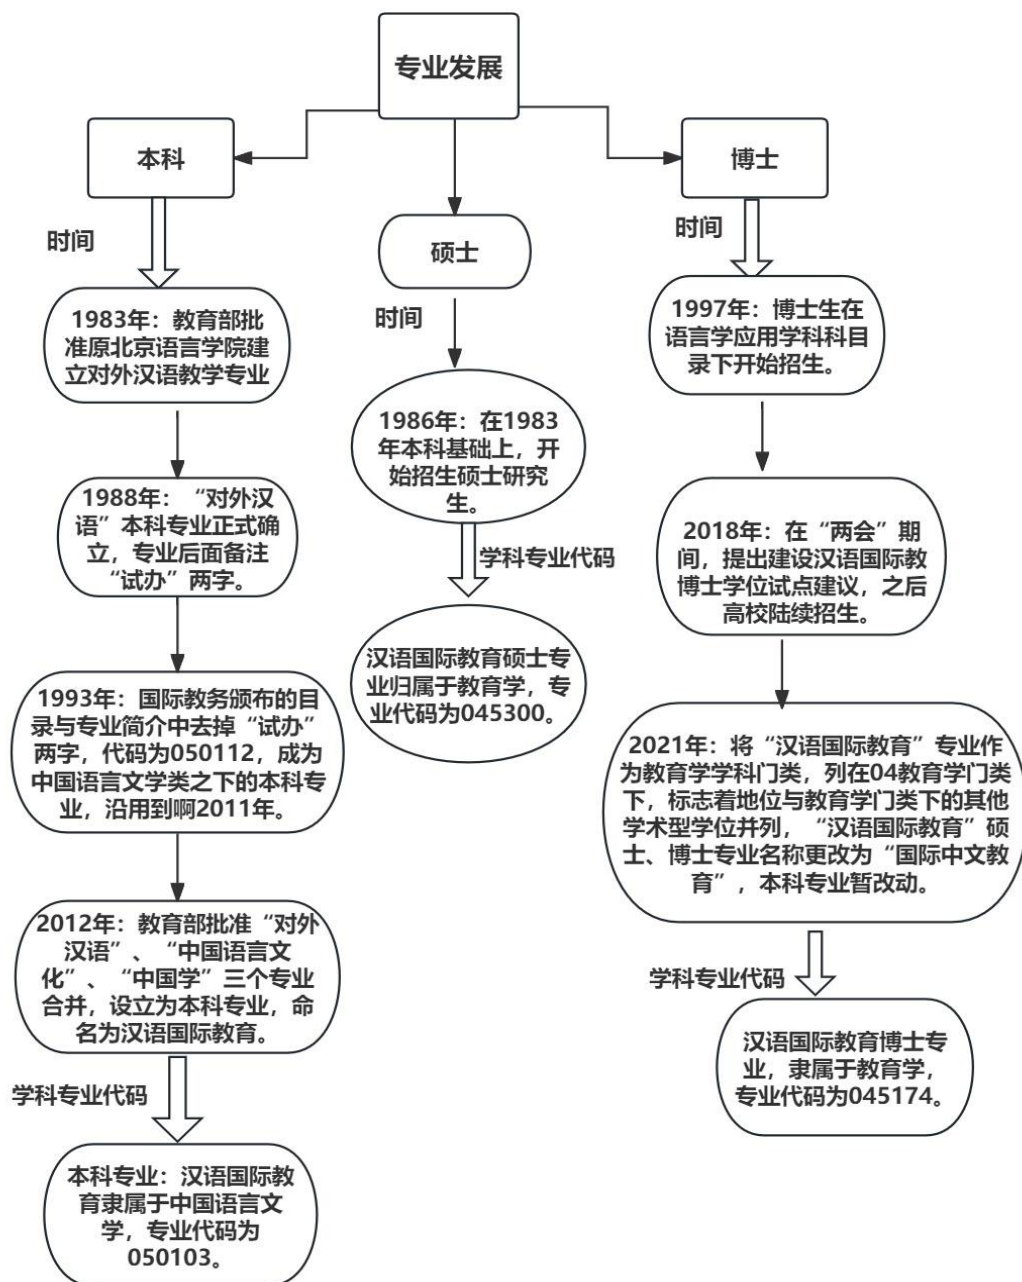 专业发展
本科
时间
1983年：教育部批
准原北京语言学院建
立对外汉语教学专业
1988年：“对外汉
语”本科专业正式确
立，专业后面备注
“试办”两字。
1993年：国际教务颁布的目
录与专业简介中去掉“试办”
两字，代码为050112，成为
中国语言文学类之下的本科专
业，沿用到啊2011年。
2012年：教育部批准“对外
汉语”、“中国语言文
化”、“中国学”三个专业
合并，设立为本科专业，命
名为汉语国际教育。
学科专业代码
本科专业：汉语国际教
育隶属于中国语言文
学，专业代码为
050103。
硕士
时间
1986年：在1983
年本科基础上，开
始招生硕士研究
生。
学科专业代码
汉语国际教育硕士专
业归属于教育学，专
业代码为045300。
博士
时间
1997年：博士生在
语言学应用学科科目
录下开始招生。
2018年：在“两会”期
间，提出建设汉语国际教
博士学位试点建议，之后
高校陆续招生。
2021年：将“汉语国际教育”专业作
为教育学学科门类，列在04教育学门类
下，标志着地位与教育学门类下的其他
学术型学位并列，“汉语国际教育”硕
士、博士专业名称更改为“国际中文教
育”，本科专业暂改动。
学科专业代码
汉语国际教育博士专
业，隶属于教育学，
专业代码为045174。